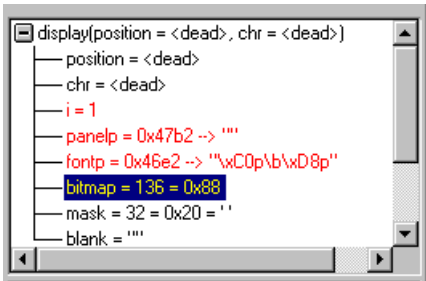 display(position = <dead>, chr = <dead>)
position = <dead>
chr = <dead>
i = 1
panelp = 0x47b2 --> ""
fontp = 0x46e2 --> "\xC0p\b\xD8p"
bitmap = 136 = 0x88
mask = 32 = 0x20 = ' '
blank = ""